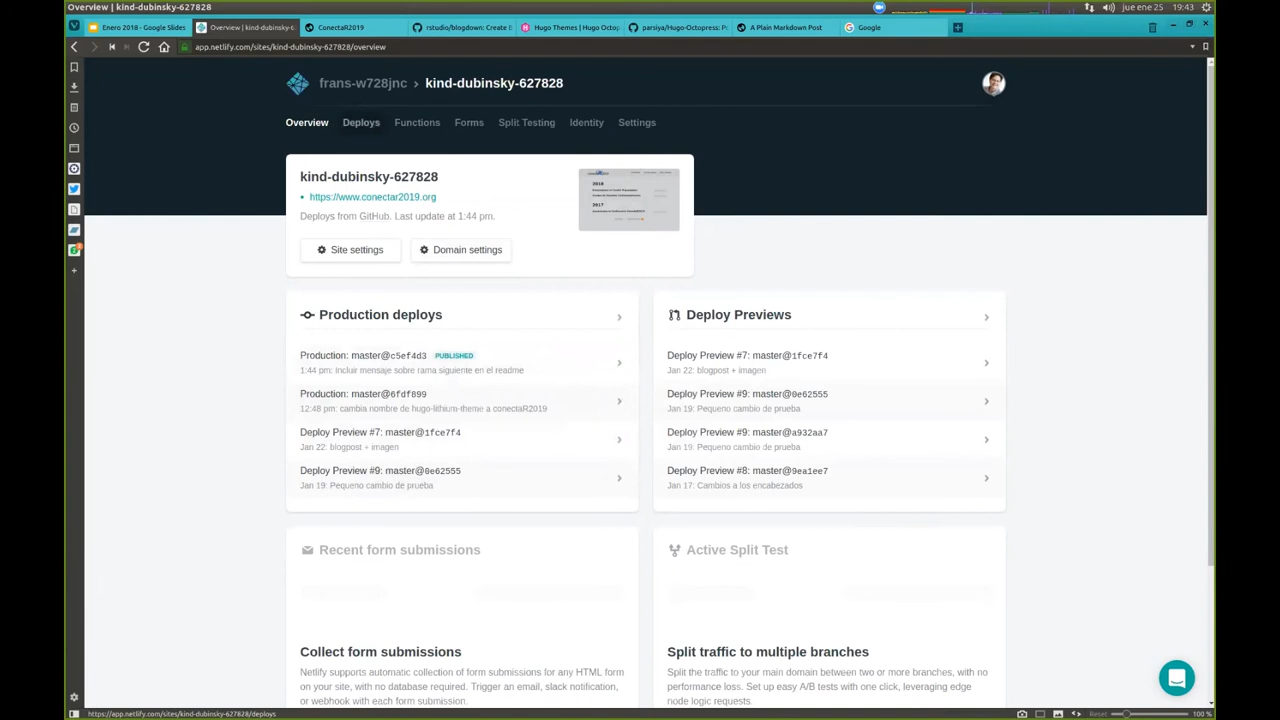 Overview | kind-dubinsky-627828
jue ene 25
19:43
Enero 2018 - Google Slides
Overview | kind-dubinsky-6
ConectaR2019
rstudio/blogdown: Create B
Hugo Themes | Hugo Octop
parsiya/Hugo-Octopress: P
A Plain Markdown Post
Google
app.netlify.com/sites/kind-dubinsky-627828/overview
frans-w728jnc › kind-dubinsky-627828
Overview
Deploys
Functions
Forms
Split Testing
Identity
Settings
kind-dubinsky-627828
• https://www.conectar2019.org
Deploys from GitHub. Last update at 1:44 pm.
Site settings
Domain settings
Production deploys
Production: master@c5ef4d3 PUBLISHED
1:44 pm: Incluir mensaje sobre rama siguiente en el readme
Production: master@6fdf899
12:48 pm: cambia nombre de hugo-lithium-theme a conectaR2019
Deploy Preview #7: master@1fce7f4
Jan 22: blogpost + imagen
Deploy Preview #9: master@0e62555
Jan 19: Pequeno cambio de prueba
Deploy Previews
Deploy Preview #7: master@1fce7f4
Jan 22: blogpost + imagen
Deploy Preview #9: master@0e62555
Jan 19: Pequeno cambio de prueba
Deploy Preview #9: master@a932aa7
Jan 19: Pequeno cambio de prueba
Deploy Preview #8: master@9ea1ee7
Jan 17: Cambios a los encabezados
Recent form submissions
Collect form submissions
Netlify supports automatic collection of form submissions for any HTML form
on your site, with no database required. Trigger an email, slack notification,
or webhook with each form submission.
Active Split Test
Split traffic to multiple branches
Split the traffic to your main domain between two or more branches, with no
performance loss. Set up easy A/B tests with one click, leveraging edge
node logic requests.
https://app.netlify.com/sites/kind-dubinsky-627828/deploys
Reset
100 %